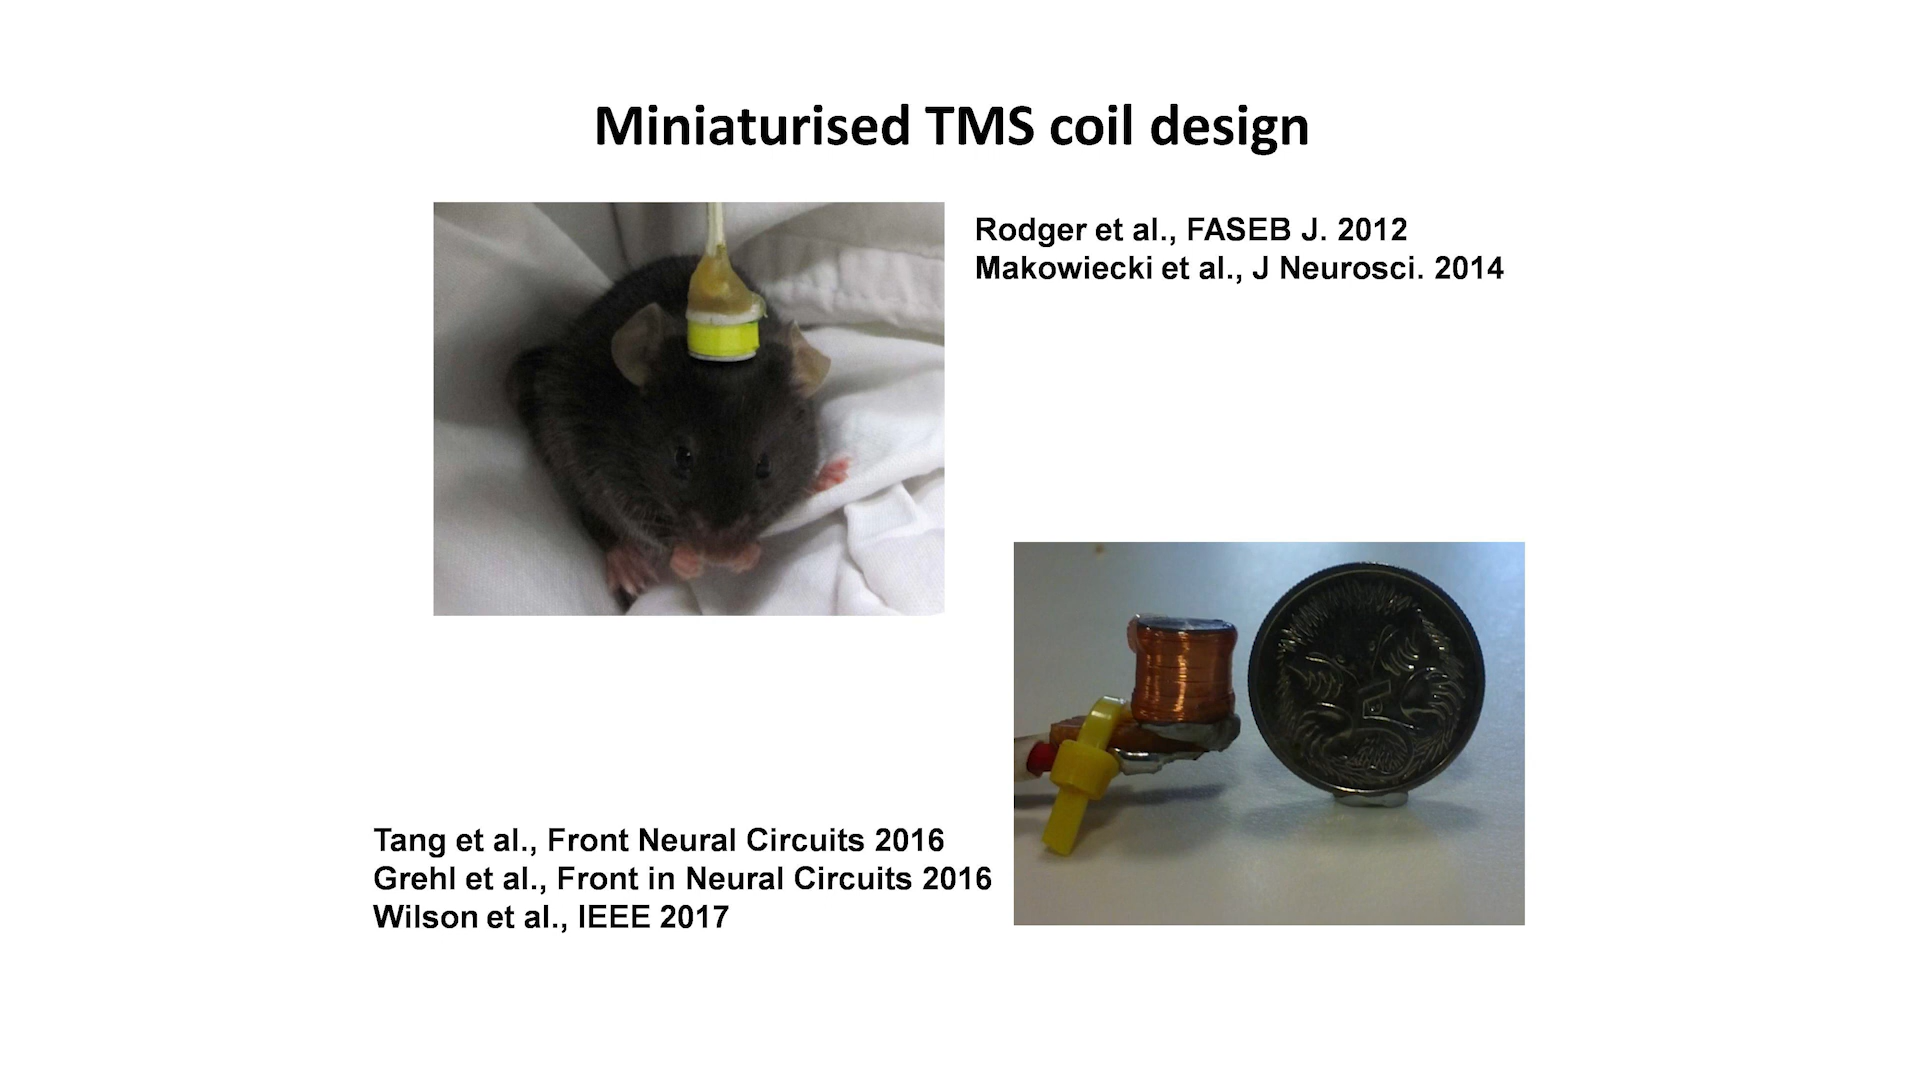 Miniaturised TMS coil design
Rodger et al., FASEB J. 2012
Makowiecki et al., J Neurosci. 2014
Tang et al., Front Neural Circuits 2016
Grehl et al., Front in Neural Circuits 2016
Wilson et al., IEEE 2017